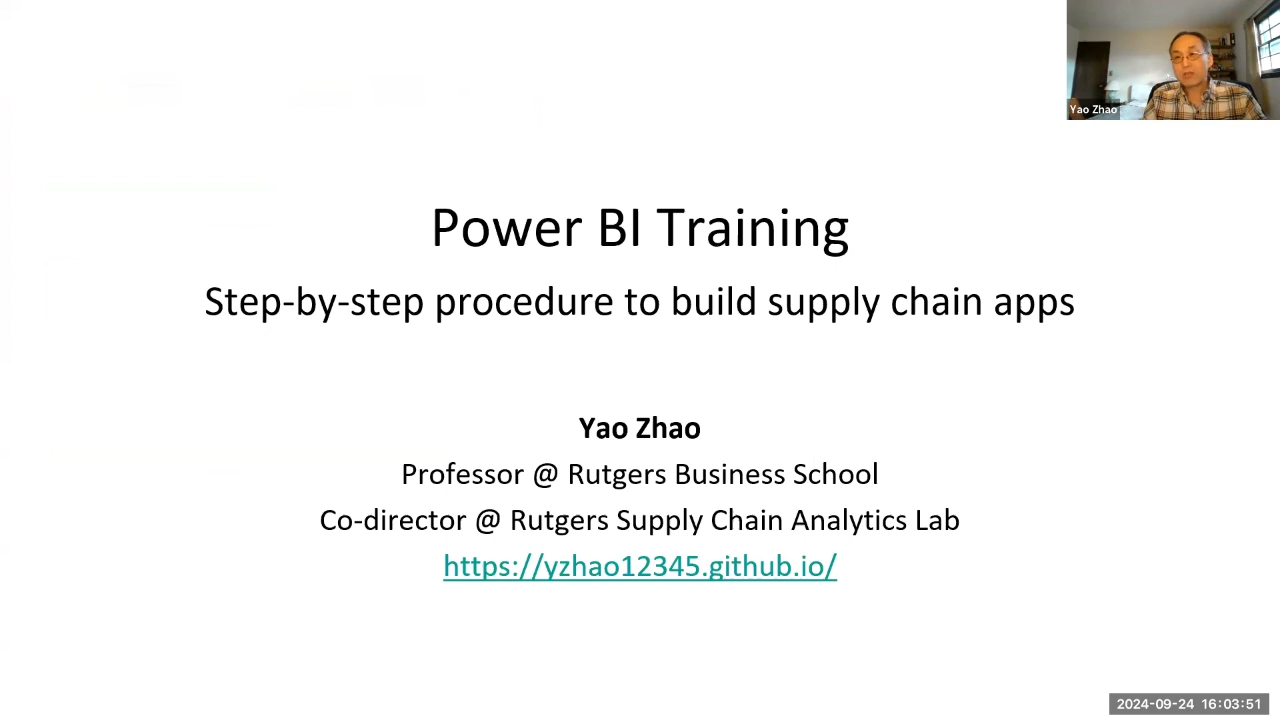 Yao Zhao
Power BI Training
Step-by-step procedure to build supply chain apps
Yao Zhao
Professor @ Rutgers Business School
Co-director @ Rutgers Supply Chain Analytics Lab
https://yzhao12345.github.io/
2024-09-24 16:03:51